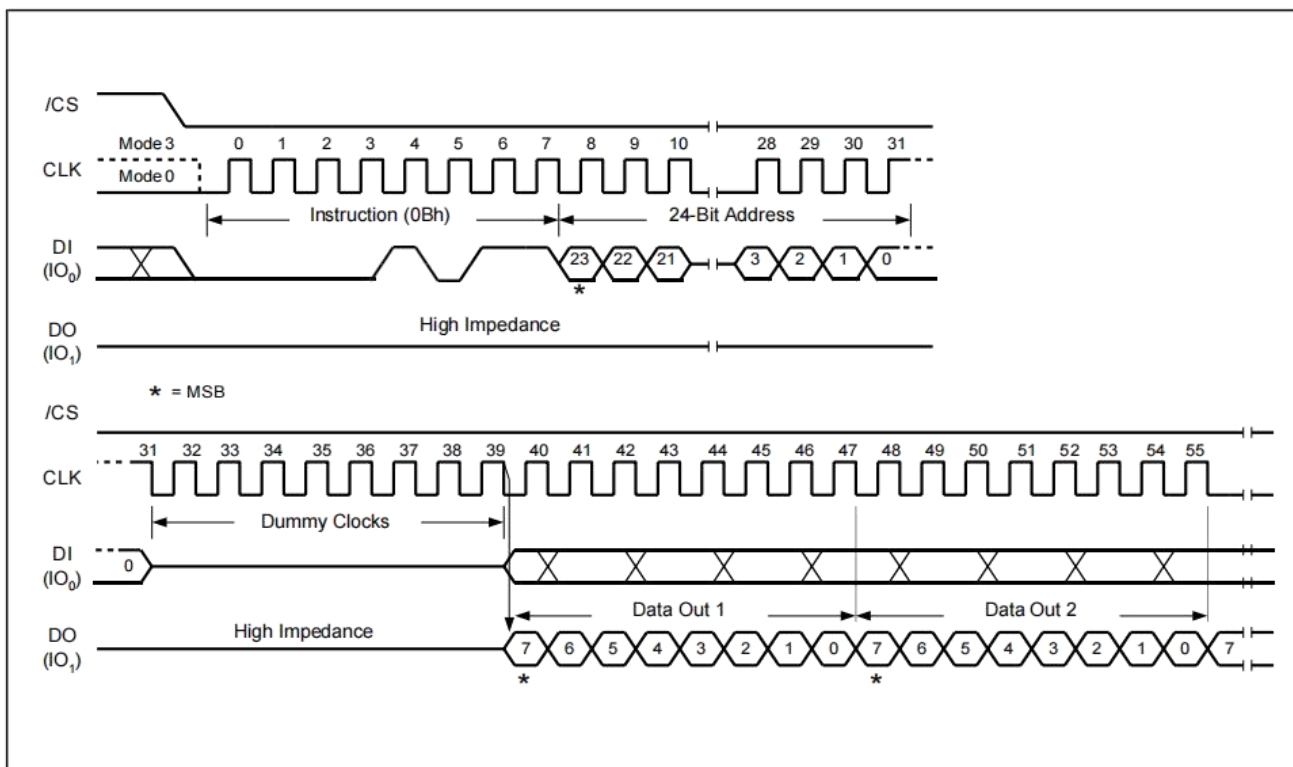 /CS
Mode 3 0 1 2 3 4 5 6 7 8 9 10 28 29 30 31
CLK
Mode 0
Instruction (0Bh) 24-Bit Address
DI
(IO0) 23 22 21 3 2 1 0
*
DO High Impedance
(IO1)
* = MSB
/CS
31 32 33 34 35 36 37 38 39 40 41 42 43 44 45 46 47 48 49 50 51 52 53 54 55
CLK
Dummy Clocks
DI
(IO0) 0
Data Out 1 Data Out 2
DO High Impedance
(IO1) 7 6 5 4 3 2 1 0 7 6 5 4 3 2 1 0 7
* *